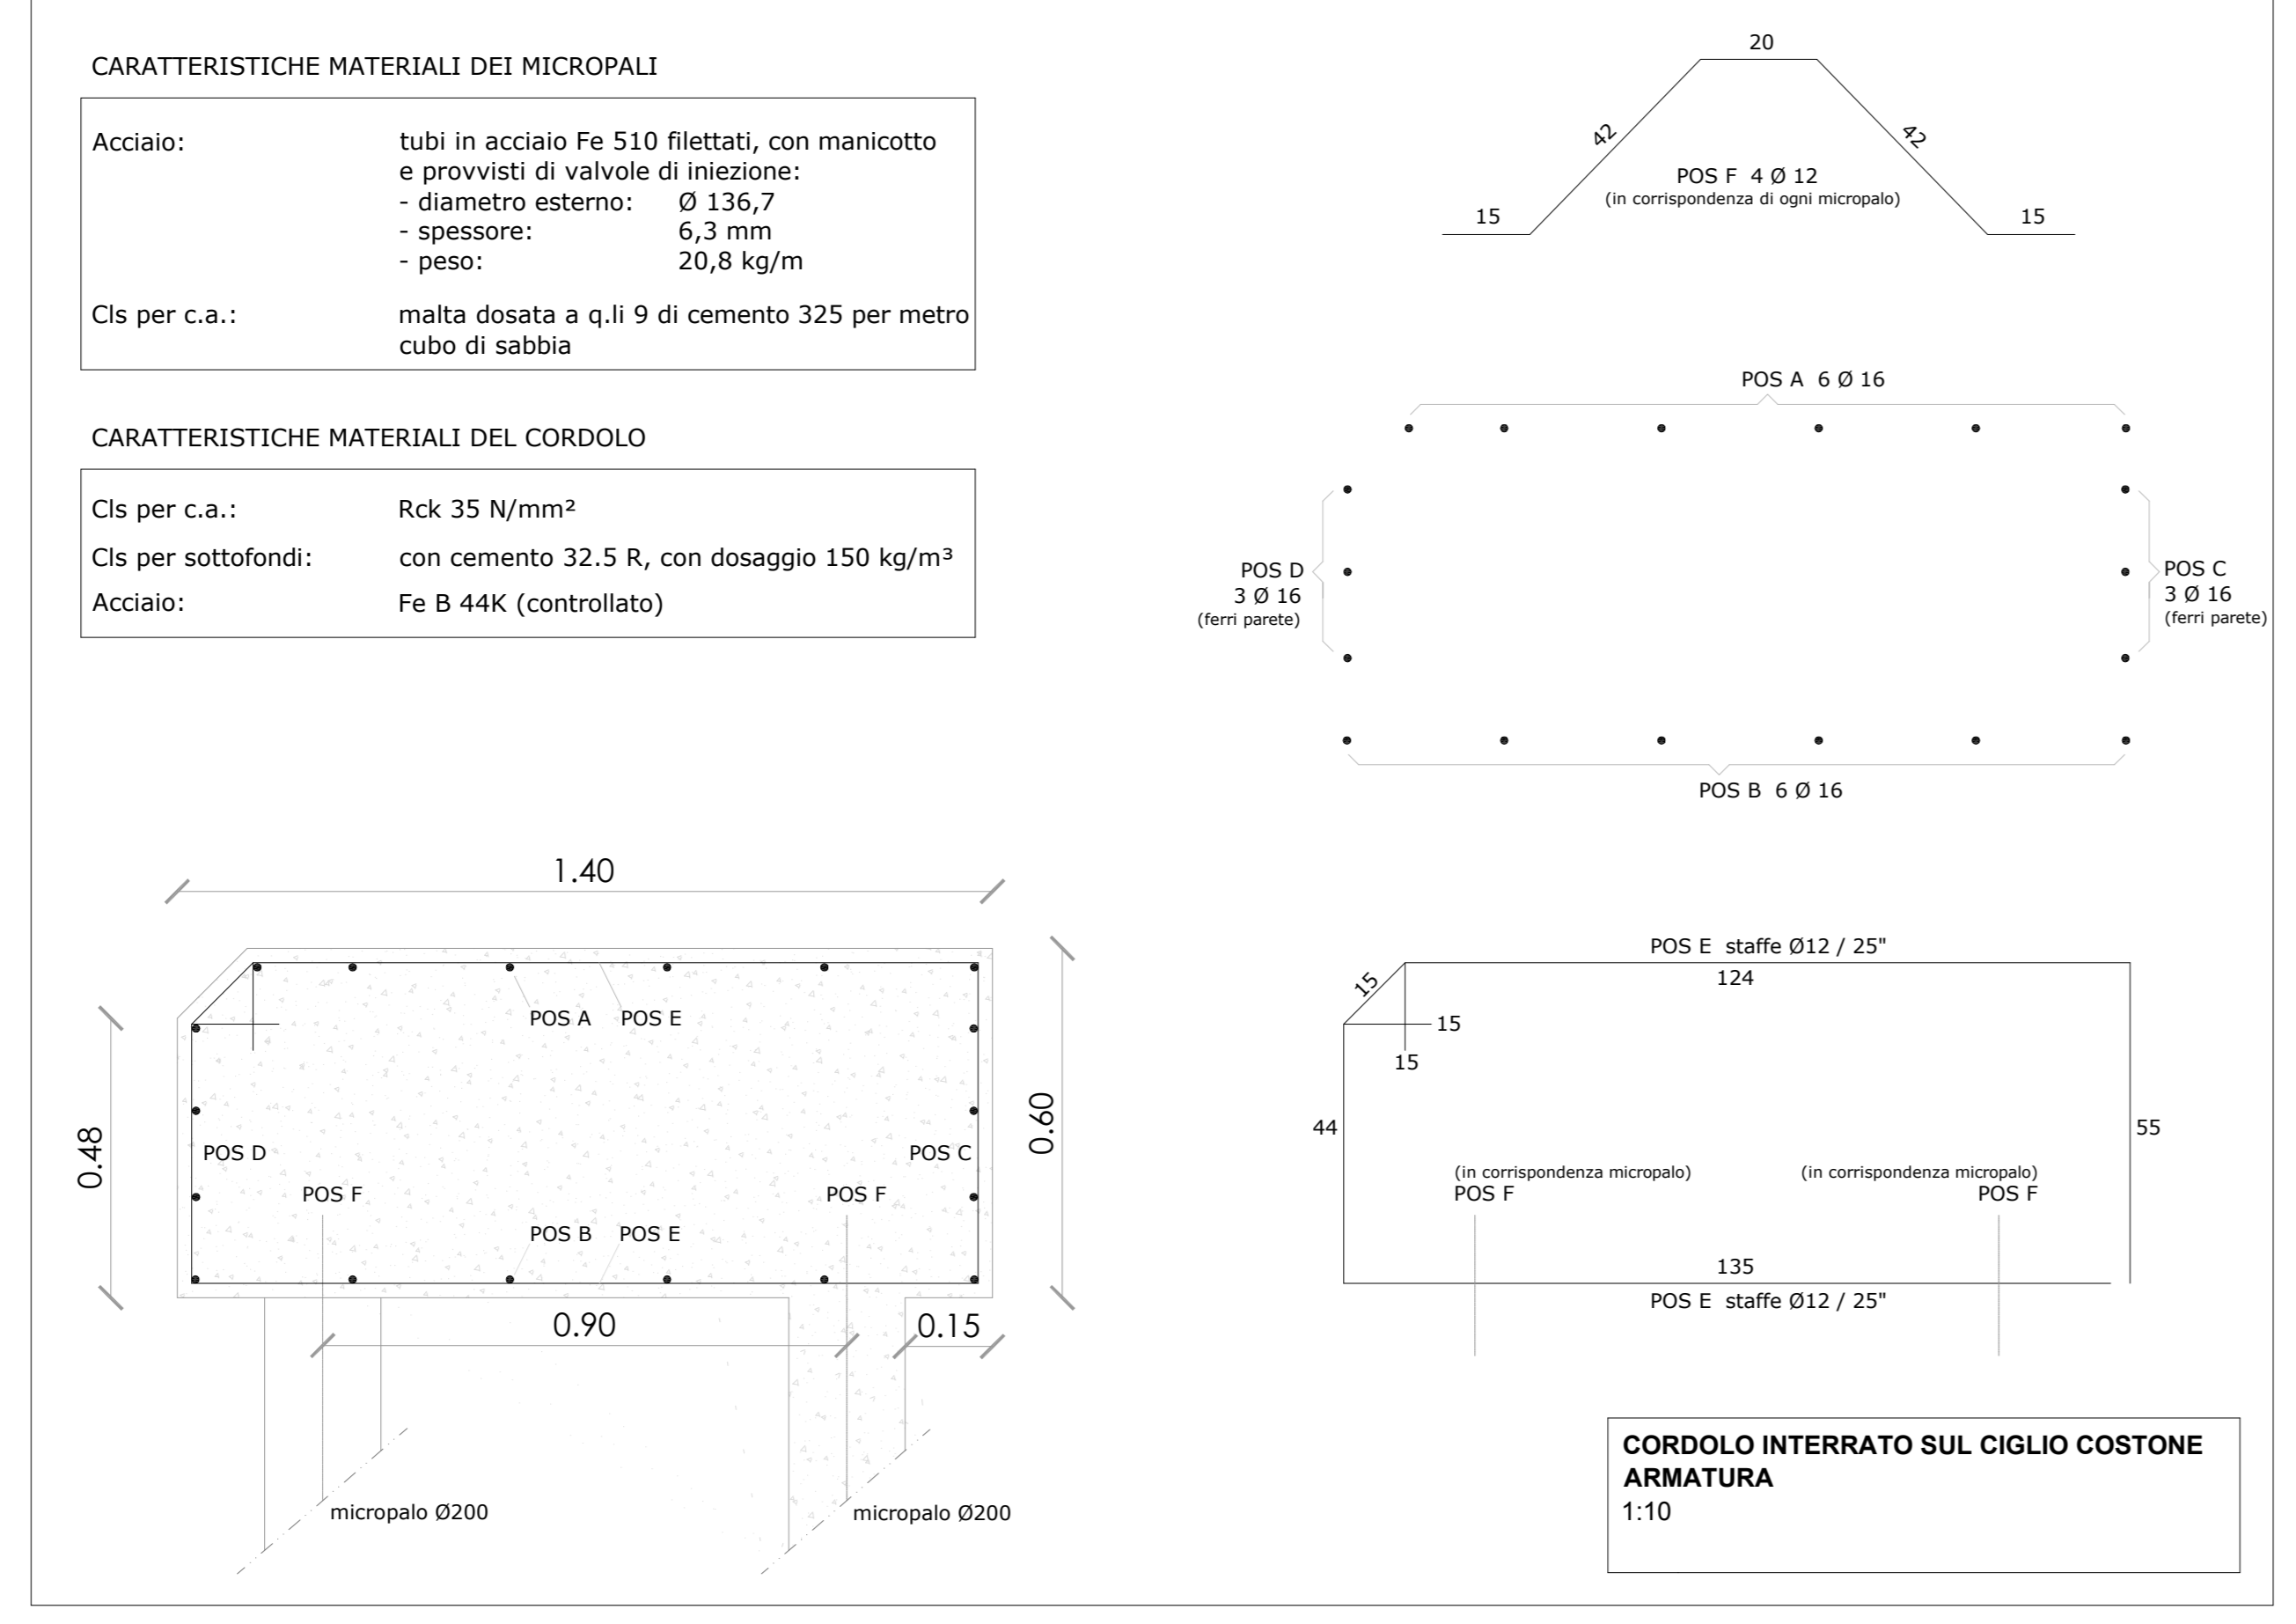 CARATTERISTICHE MATERIALI DEI MICROPALI
Acciaio: tubi in acciaio Fe 510 filettati, con manicotto
e provvisti di valvole di iniezione:
- diametro esterno: Ø 136,7
- spessore: 6,3 mm
- peso: 20,8 kg/m
Cls per c.a.: malta dosata a q.li 9 di cemento 325 per metro
cubo di sabbia
CARATTERISTICHE MATERIALI DEL CORDOLO
Cls per c.a.: Rck 35 N/mm²
Cls per sottofondi: con cemento 32.5 R, con dosaggio 150 kg/m³
Acciaio: Fe B 44K (controllato)
20
42
42
POS F 4 Ø 12
(in corrispondenza di ogni micropalo)
15
15
POS A 6 Ø 16
POS D
3 Ø 16
(ferri parete)
POS C
3 Ø 16
(ferri parete)
POS B 6 Ø 16
1.40
POS A
POS E
0.48
0.60
POS D
POS C
POS F
POS F
POS B
POS E
0.90
0.15
micropalo Ø200
micropalo Ø200
POS E staffe Ø12 / 25"
124
15
15
15
44
55
(in corrispondenza micropalo)
POS F
(in corrispondenza micropalo)
POS F
135
POS E staffe Ø12 / 25"
CORDOLO INTERRATO SUL CIGLIO COSTONE
ARMATURA
1:10